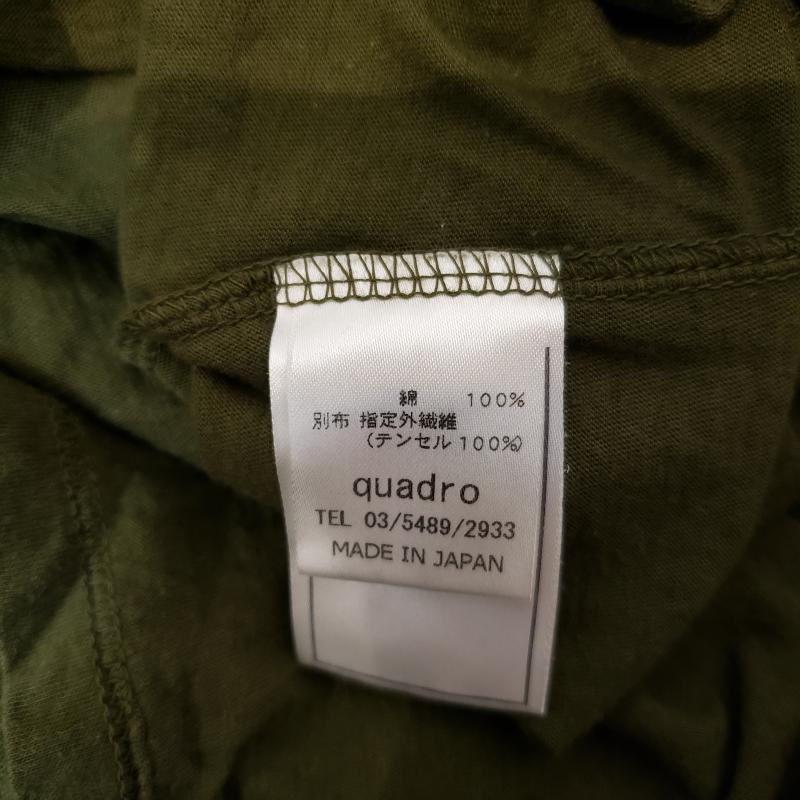 綿 100%
別布 指定外繊維
(テンセル 100%)
quadro
TEL 03/5489/2933
MADE IN JAPAN